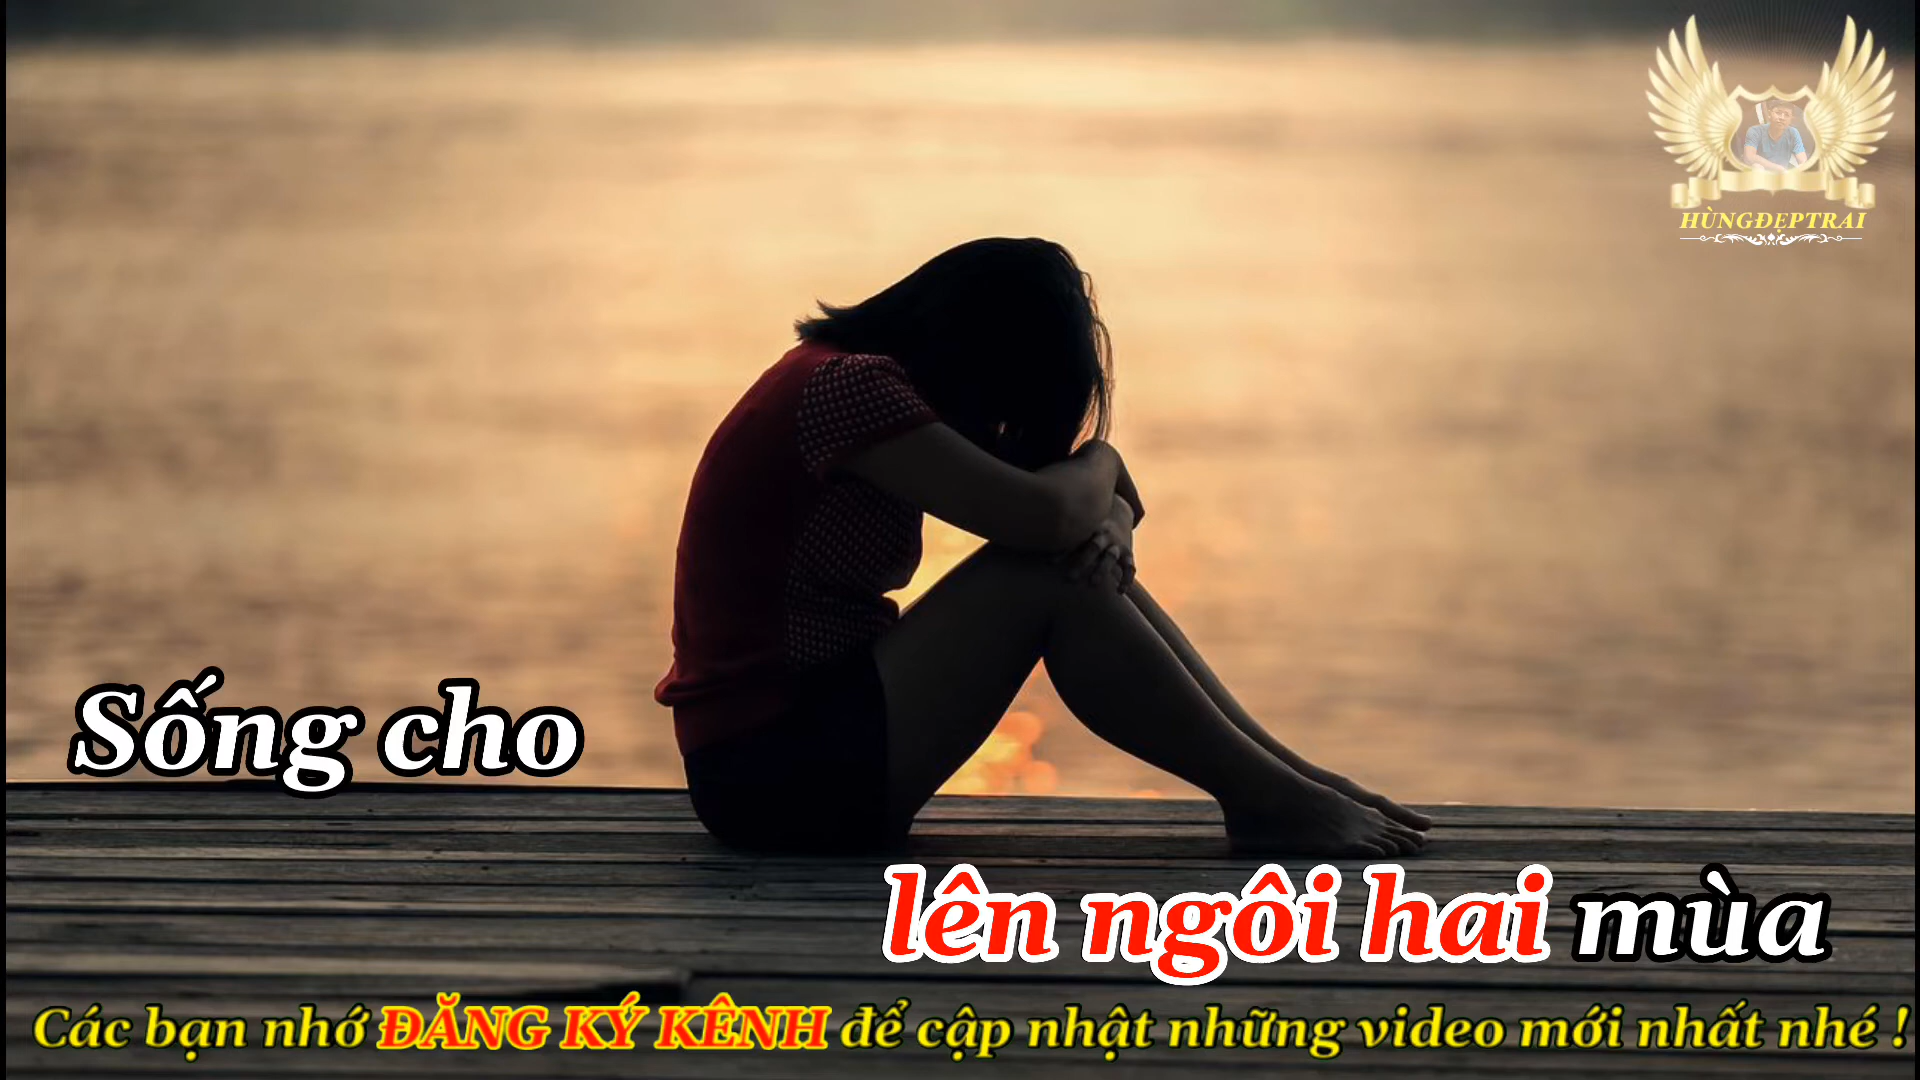 HÙNGĐẸPTRAI
Sống cho
lên ngôi hai mùa
Các bạn nhớ ĐĂNG KÝ KÊNH để cập nhật những video mới nhất nhé !